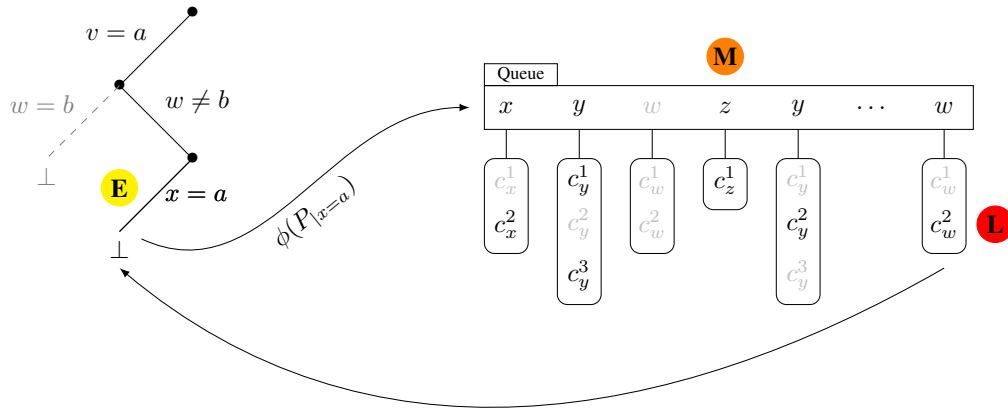 v = a
w = b
w ≠ b
⊥
E
x = a
⊥
ϕ(P|x=a)
M
Queue
x y w z y ··· w
c_x^1 c_y^1 c_w^1 c_z^1 c_y^1 c_w^1
c_x^2 c_y^2 c_w^2 c_y^2 c_w^2
L
c_y^3 c_y^3